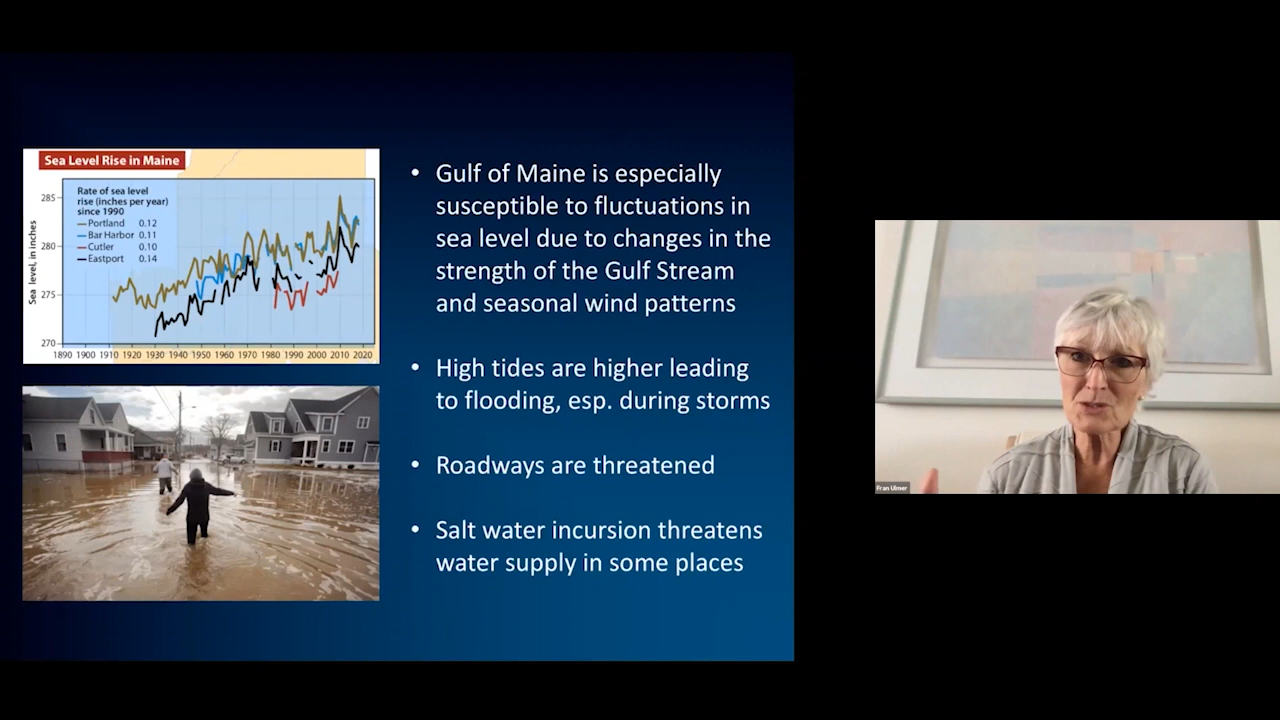 Sea Level Rise in Maine
Rate of sea level
rise (inches per year)
since 1990
Portland 0.12
Bar Harbor 0.11
Cutler 0.10
Eastport 0.14
Sea level, in inches
285
280
275
270
1890 1900 1910 1920 1930 1940 1950 1960 1970 1980 1990 2000 2010 2020
• Gulf of Maine is especially
susceptible to fluctuations in
sea level due to changes in the
strength of the Gulf Stream
and seasonal wind patterns
• High tides are higher leading
to flooding, esp. during storms
• Roadways are threatened
• Salt water incursion threatens
water supply in some places
Fran Ulmer